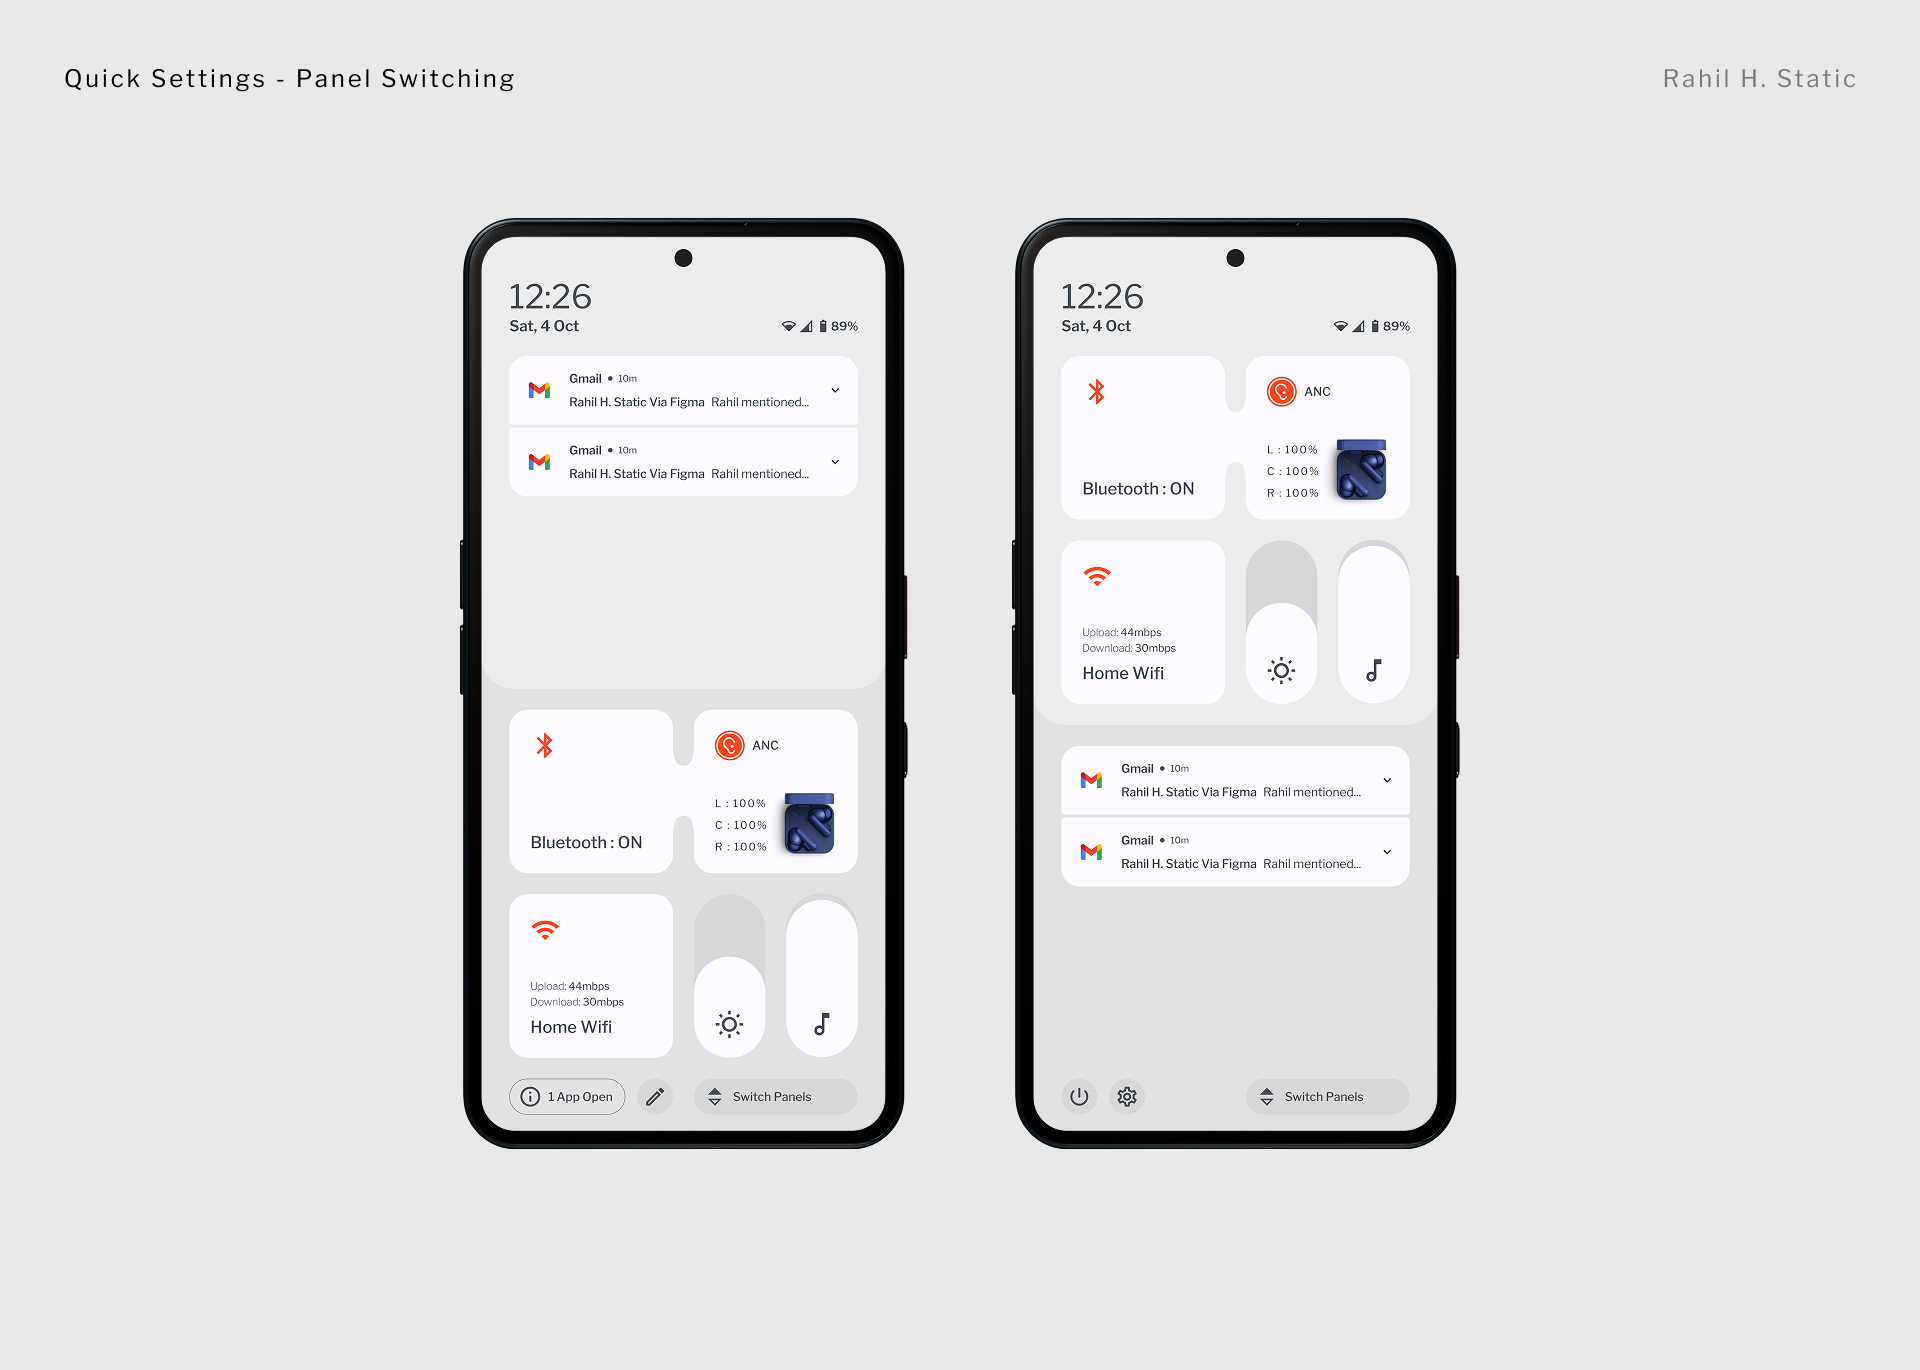 Quick Settings - Panel Switching
Rahil H. Static
12:26
Sat, 4 Oct
89%
Gmail • 10m
Rahil H. Static Via Figma Rahil mentioned...
Gmail • 10m
Rahil H. Static Via Figma Rahil mentioned...
Bluetooth : ON
ANC
L : 100%
C : 100%
R : 100%
Upload: 44mbps
Download: 30mbps
Home Wifi
1 App Open
Switch Panels
12:26
Sat, 4 Oct
89%
Bluetooth : ON
ANC
L : 100%
C : 100%
R : 100%
Upload: 44mbps
Download: 30mbps
Home Wifi
Gmail • 10m
Rahil H. Static Via Figma Rahil mentioned...
Gmail • 10m
Rahil H. Static Via Figma Rahil mentioned...
Switch Panels